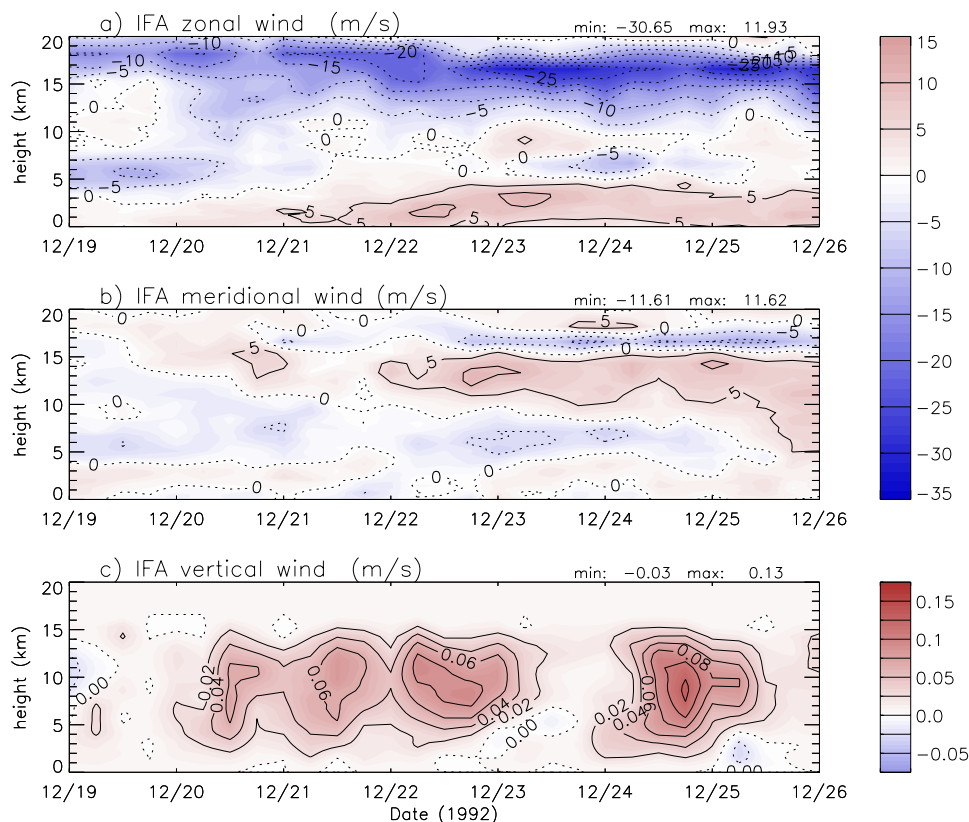 a) IFA zonal wind (m/s) min: −30.65 max: 11.93
20
15
10
5
0
height (km)
−10 −20 −25 −15 −10 −5 −5 0 0 0 0 0 0 0 0 −5 −5 5 5 5 5 5
12/19 12/20 12/21 12/22 12/23 12/24 12/25 12/26
15
10
5
0
−5
−10
−15
−20
−25
−30
−35
b) IFA meridional wind (m/s) min: −11.61 max: 11.62
20
15
10
5
0
height (km)
0 0 0 5 0 −5 0 5 5 5 0 0 0 0 0 0 0 0
12/19 12/20 12/21 12/22 12/23 12/24 12/25 12/26
c) IFA vertical wind (m/s) min: −0.03 max: 0.13
20
15
10
5
0
height (km)
0.00 0.02 0.04 0.06 0.06 0.04 0.02 0.00 0.02 0.04 0.06 0.08 0.00
12/19 12/20 12/21 12/22 12/23 12/24 12/25 12/26
Date (1992)
0.15
0.10
0.05
0.0
−0.05